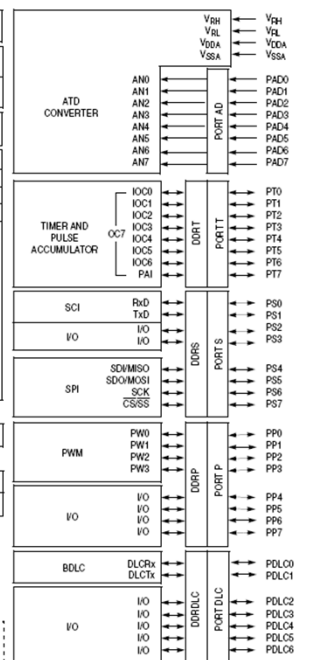 VRH VRH
VRL VRL
VDDA VDDA
VSSA VSSA
ATD CONVERTER
AN0 PAD0
AN1 PAD1
AN2 PAD2
AN3 PAD3
AN4 PAD4
AN5 PAD5
AN6 PAD6
AN7 PAD7
PORT AD
TIMER AND PULSE ACCUMULATOR
OC7
IOC0 PT0
IOC1 PT1
IOC2 PT2
IOC3 PT3
IOC4 PT4
IOC5 PT5
IOC6 PT6
PAI PT7
DDRT
PORT T
SCI
RxD PS0
TxD PS1
I/O
I/O PS2
I/O PS3
SPI
SDI/MISO PS4
SDO/MOSI PS5
SCK PS6
CS/SS PS7
DDRS
PORT S
PWM
PW0 PP0
PW1 PP1
PW2 PP2
PW3 PP3
I/O
I/O PP4
I/O PP5
I/O PP6
I/O PP7
DDRP
PORT P
BDLC
DLCRx PDLC0
DLCTx PDLC1
I/O
I/O PDLC2
I/O PDLC3
I/O PDLC4
I/O PDLC5
I/O PDLC6
DDRDLC
PORT DLC